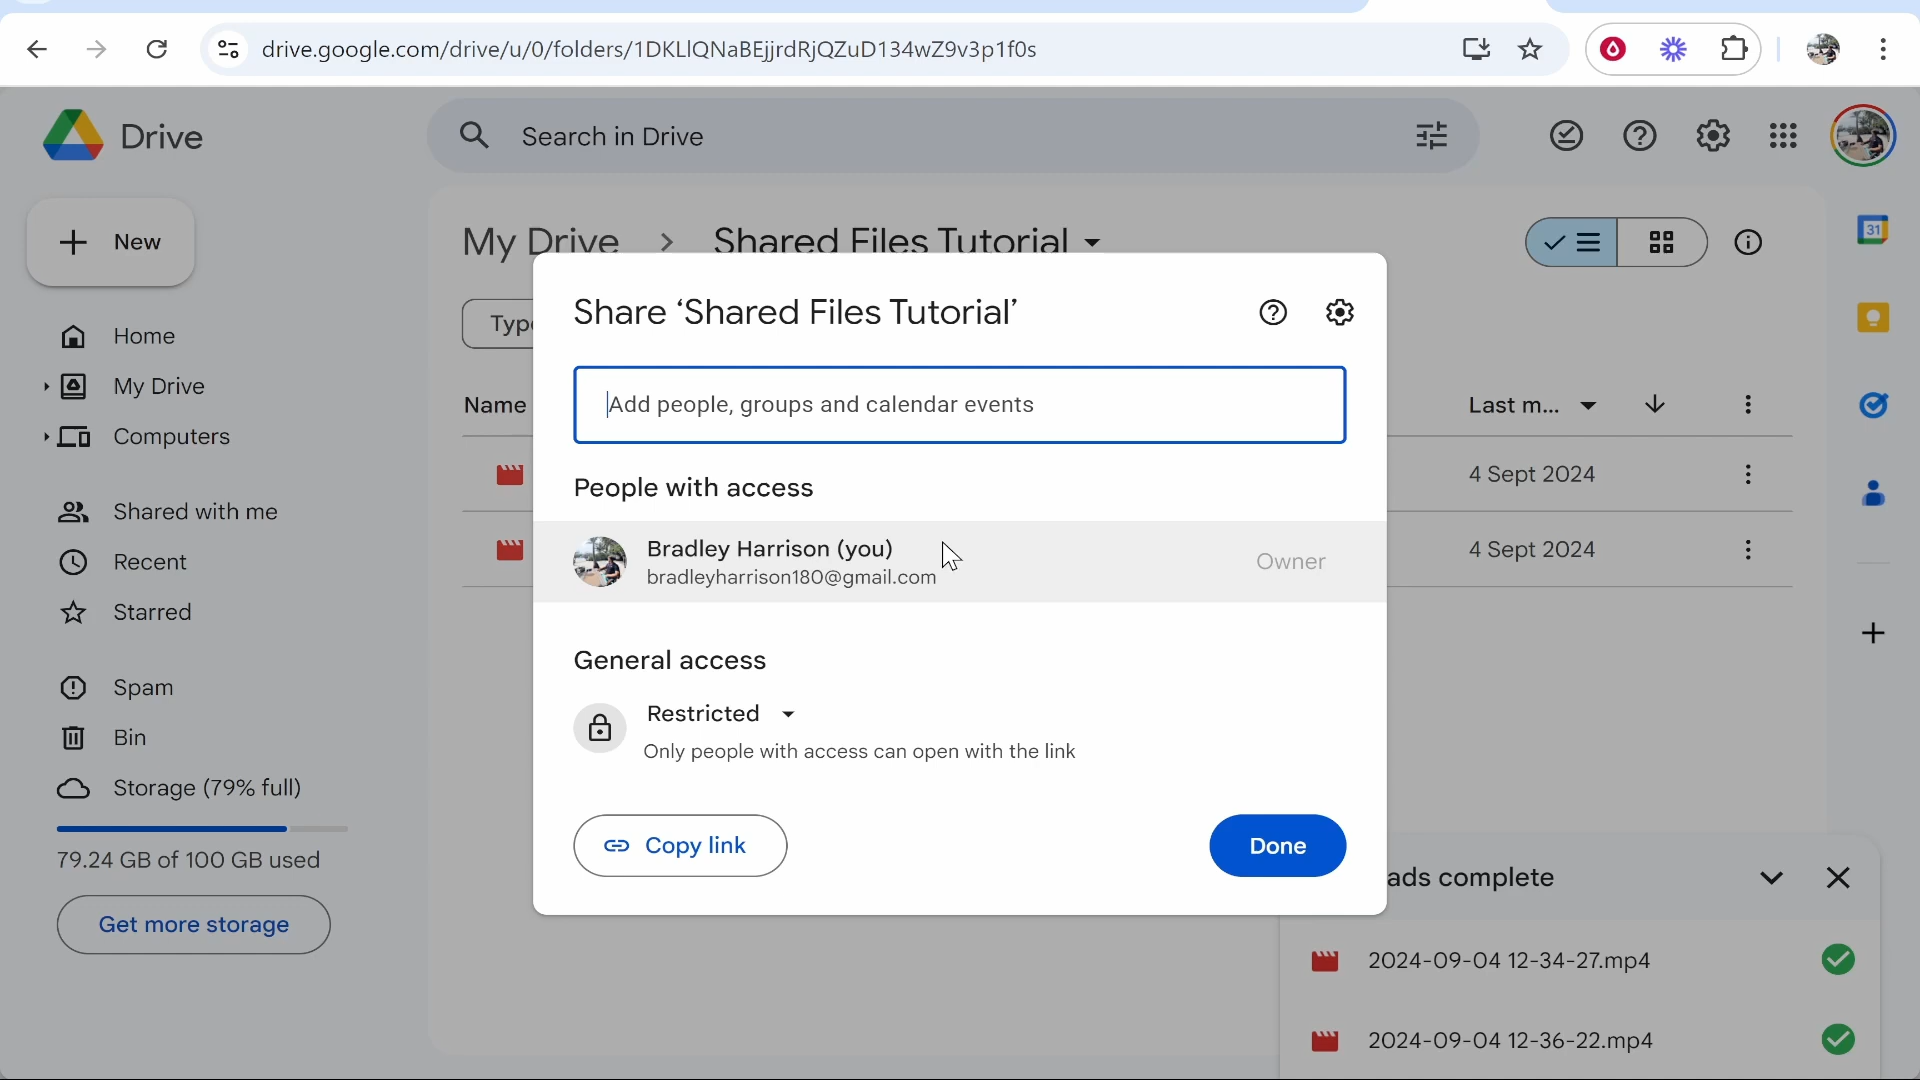 drive.google.com/drive/u/0/folders/1DKLlQNaBEjjrdRjQZuD134wZ9v3p1f0s
Drive
Search in Drive
New
My Drive
Shared Files Tutorial
31
Home
My Drive
Computers
Shared with me
Recent
Starred
Spam
Bin
Storage (79% full)
79.24 GB of 100 GB used
Get more storage
Name
Last m...
4 Sept 2024
4 Sept 2024
Share ‘Shared Files Tutorial’
Add people, groups and calendar events
People with access
Bradley Harrison (you)
bradleyharrison180@gmail.com
Owner
General access
Restricted
Only people with access can open with the link
Copy link
Done
complete
2024-09-04 12-34-27.mp4
2024-09-04 12-36-22.mp4